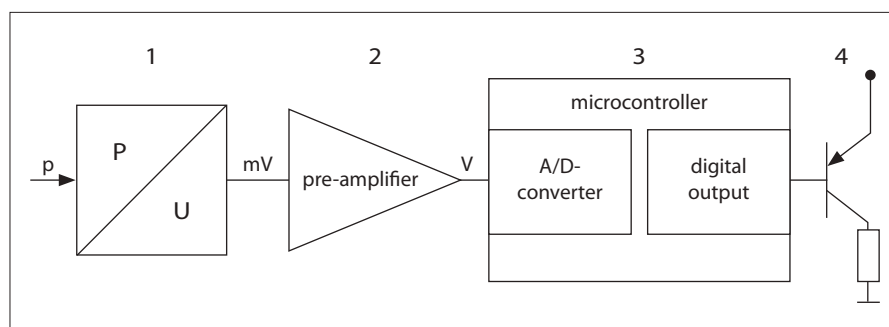 1
2
3
4
microcontroller
P
U
p
mV
pre-amplifier
V
A/D-
converter
digital
output